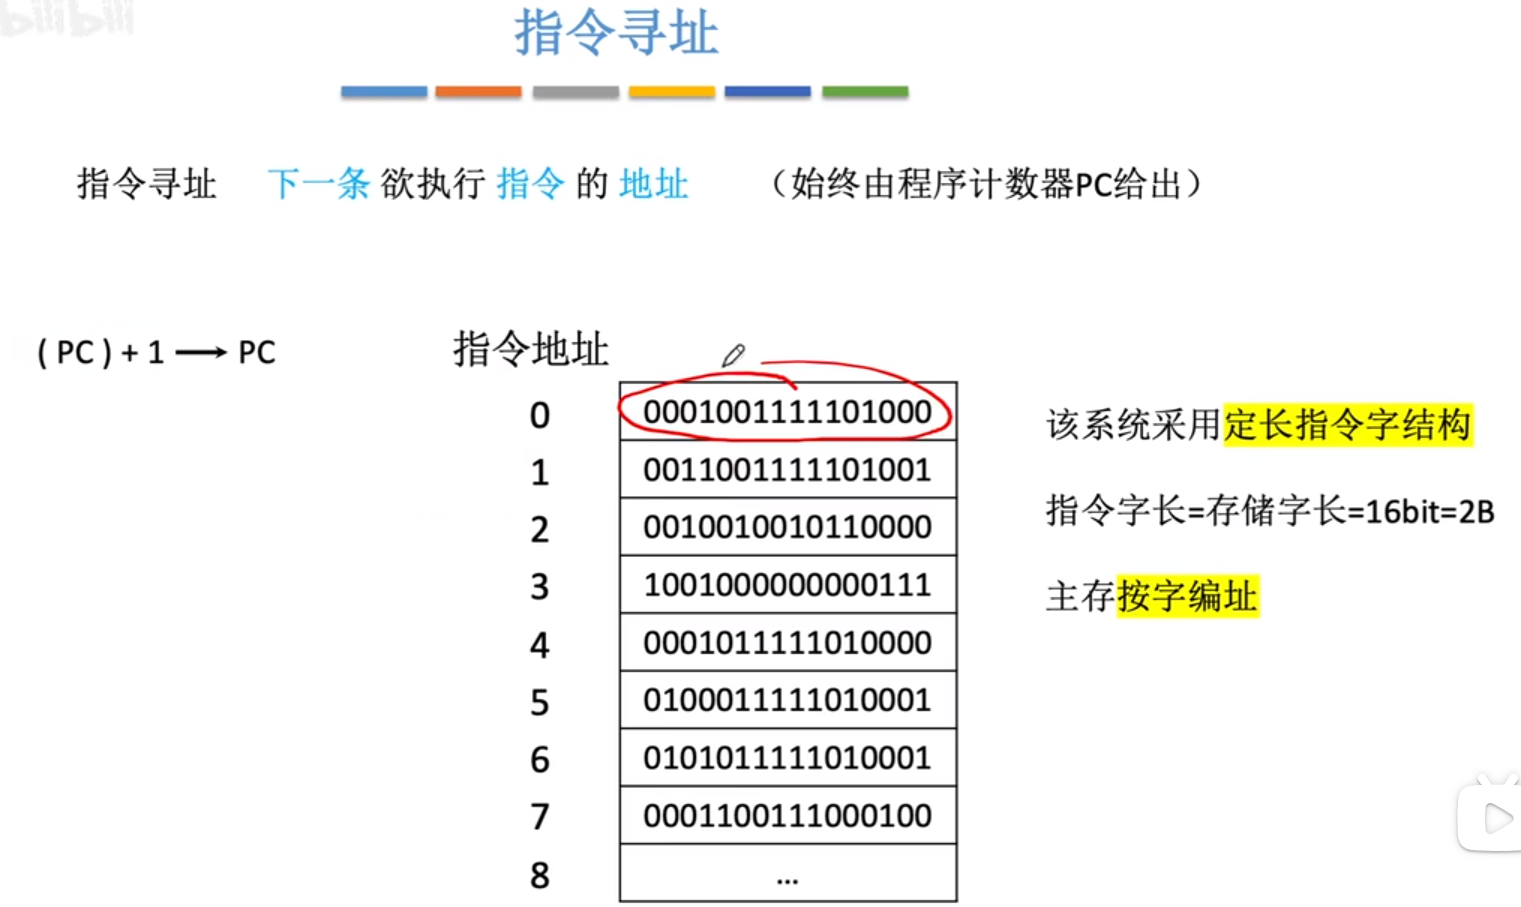 bilibili
指令寻址
指令寻址 下一条 欲执行 指令 的 地址 （始终由程序计数器PC给出）
( PC ) + 1 → PC
指令地址
0 0001001111101000
1 0011001111101001
2 0010010010110000
3 1001000000000111
4 0001011111010000
5 0100011111010001
6 0101011111010001
7 0001100111000100
8 ...
该系统采用定长指令字结构
指令字长=存储字长=16bit=2B
主存按字编址